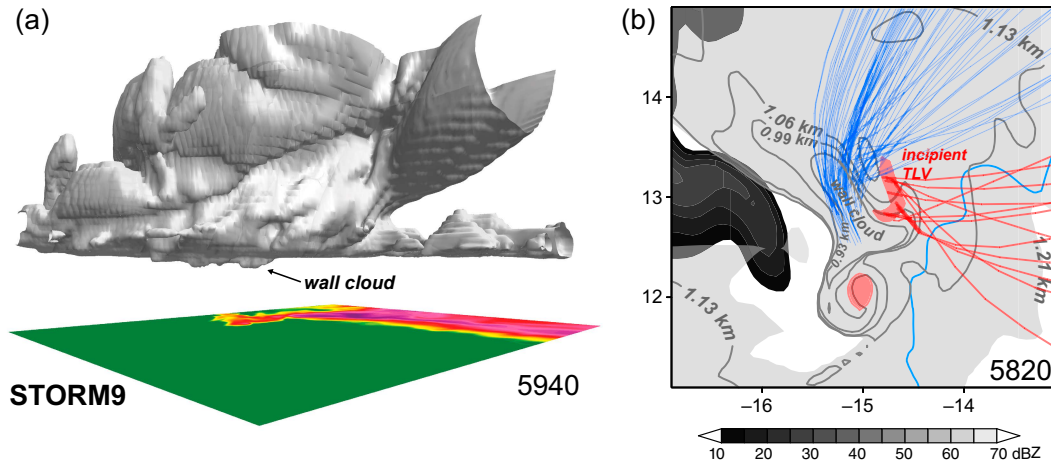 (a)
wall cloud
STORM9
5940
(b)
1.13 km
14
1.06 km
0.99 km
incipient
TLV
13
wall cloud
0.93 km
1.21 km
12
1.13 km
5820
–16
–15
–14
10 20 30 40 50 60 70 dBZ